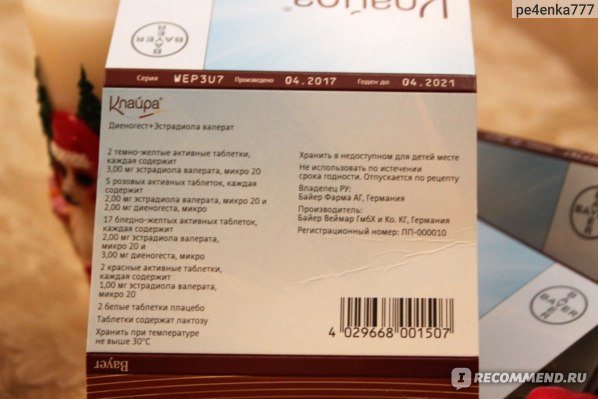 pe4enka777
Клайра®
BAYER
Серия WEP3U7 Произведено 04.2017 Годен до 04.2021
Клайра®
Диеногест+Эстрадиола валерат
2 темно-желтые активные таблетки,
каждая содержит
3,00 мг эстрадиола валерата, микро 20
5 розовых активных таблеток, каждая
содержит
2,00 мг эстрадиола валерата, микро 20 и
2,00 мг диеногеста, микро
17 бледно-желтых активных таблеток,
каждая содержит
2,00 мг эстрадиола валерата,
микро 20 и
3,00 мг диеногеста, микро
2 красные активные таблетки,
каждая содержит
1,00 мг эстрадиола валерата,
микро 20
2 белые таблетки плацебо
Таблетки содержат лактозу
Хранить при температуре
не выше 30°C
Хранить в недоступном для детей месте
Не использовать по истечении
срока годности. Отпускается по рецепту
Владелец РУ:
Байер Фарма АГ, Германия
Производитель:
Байер Веймар ГмбХ и Ко. КГ, Германия
Регистрационный номер: ЛП-000010
4 029668 001507
Bayer
BAYER
BAYER
I RECOMMEND.RU